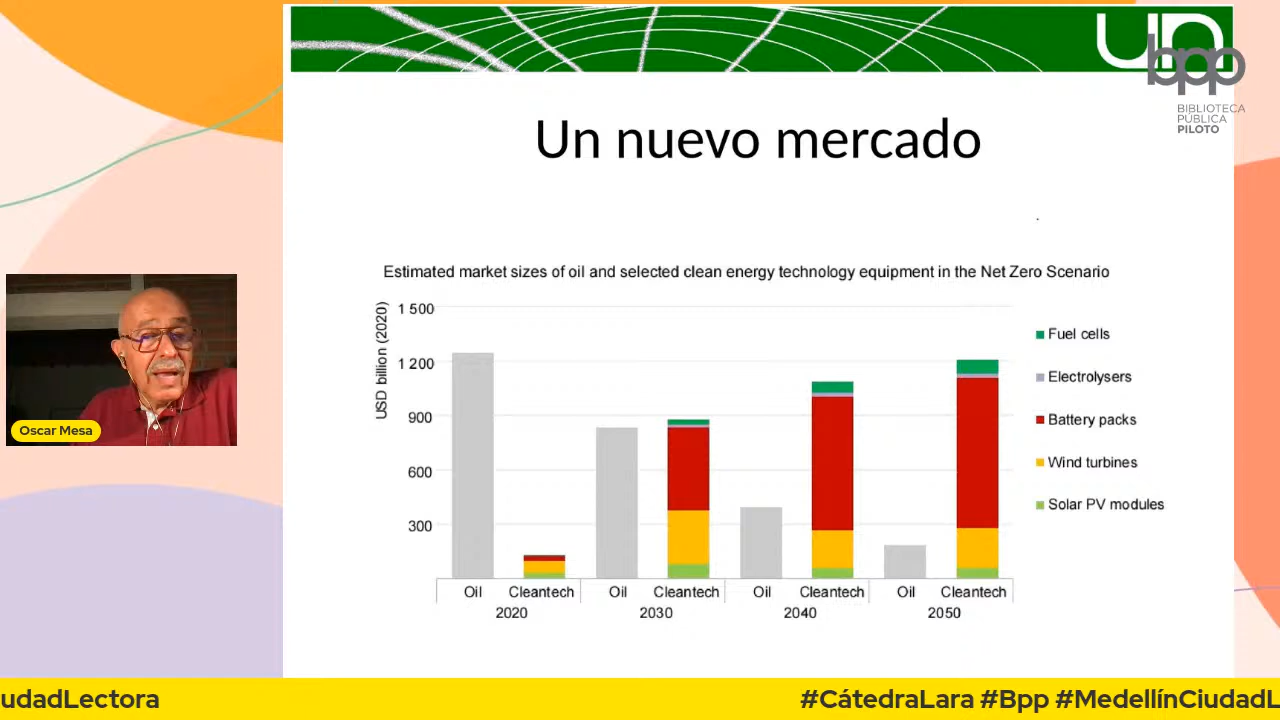 un
bpp
BIBLIOTECA
PÚBLICA
PILOTO
Un nuevo mercado
Estimated market sizes of oil and selected clean energy technology equipment in the Net Zero Scenario
USD billion (2020)
1 500
1 200
900
600
300
Fuel cells
Electrolysers
Battery packs
Wind turbines
Solar PV modules
Oil Cleantech Oil Cleantech Oil Cleantech Oil Cleantech
2020 2030 2040 2050
Oscar Mesa
udadLectora #CátedraLara #Bpp #MedellínCiudadL